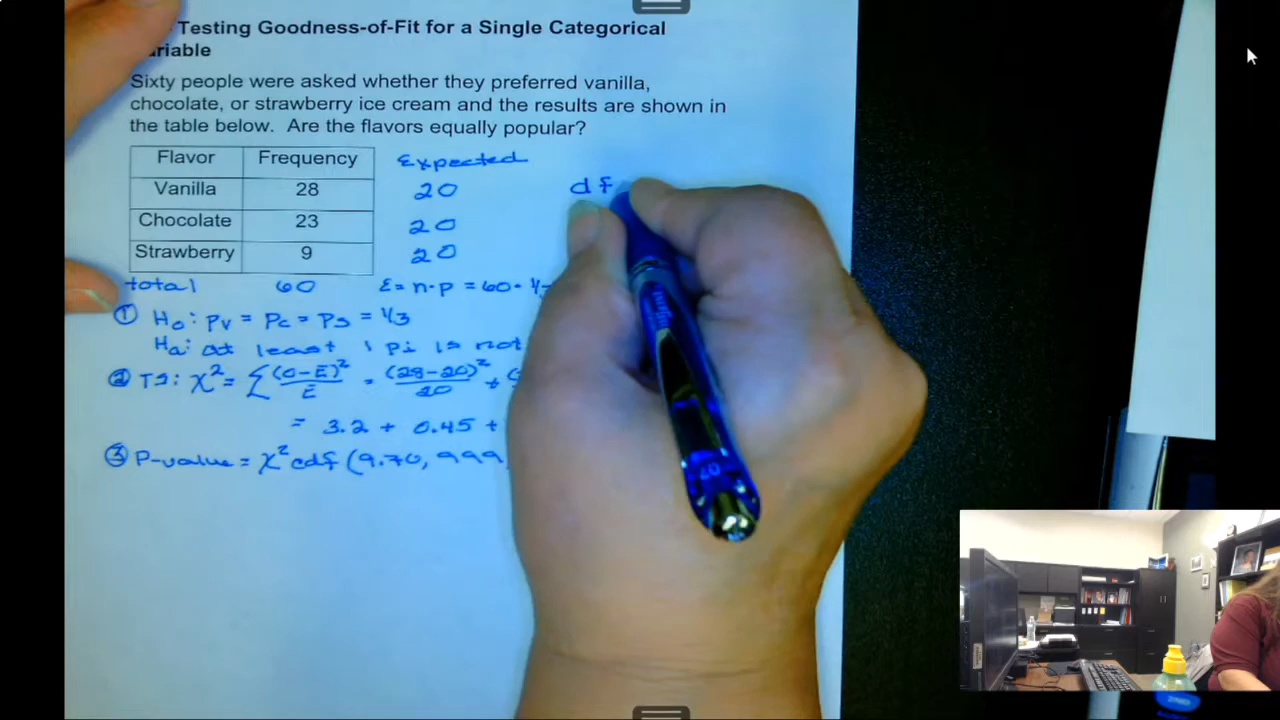 Testing Goodness-of-Fit for a Single Categorical
riable
Sixty people were asked whether they preferred vanilla,
chocolate, or strawberry ice cream and the results are shown in
the table below. Are the flavors equally popular?
Flavor Frequency Expected
Vanilla 28 20
df
Chocolate 23 20
Strawberry 9 20
total 60 E = n·p = 60·
① H₀: pᵥ = p_c = p_s = 1/3
Hₐ: at least 1 pᵢ is not
② TS: χ² = Σ (O-E)²/E = (28-20)²/20 +
= 3.2 + 0.45 +
③ P-value = χ²cdf (9.70, 999